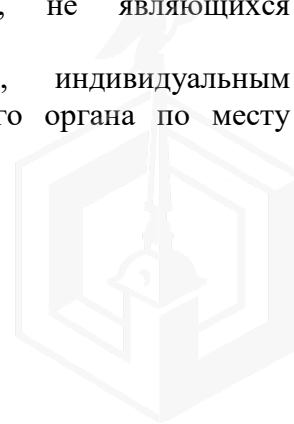 не являющихся
, индивидуальным
го органа по месту